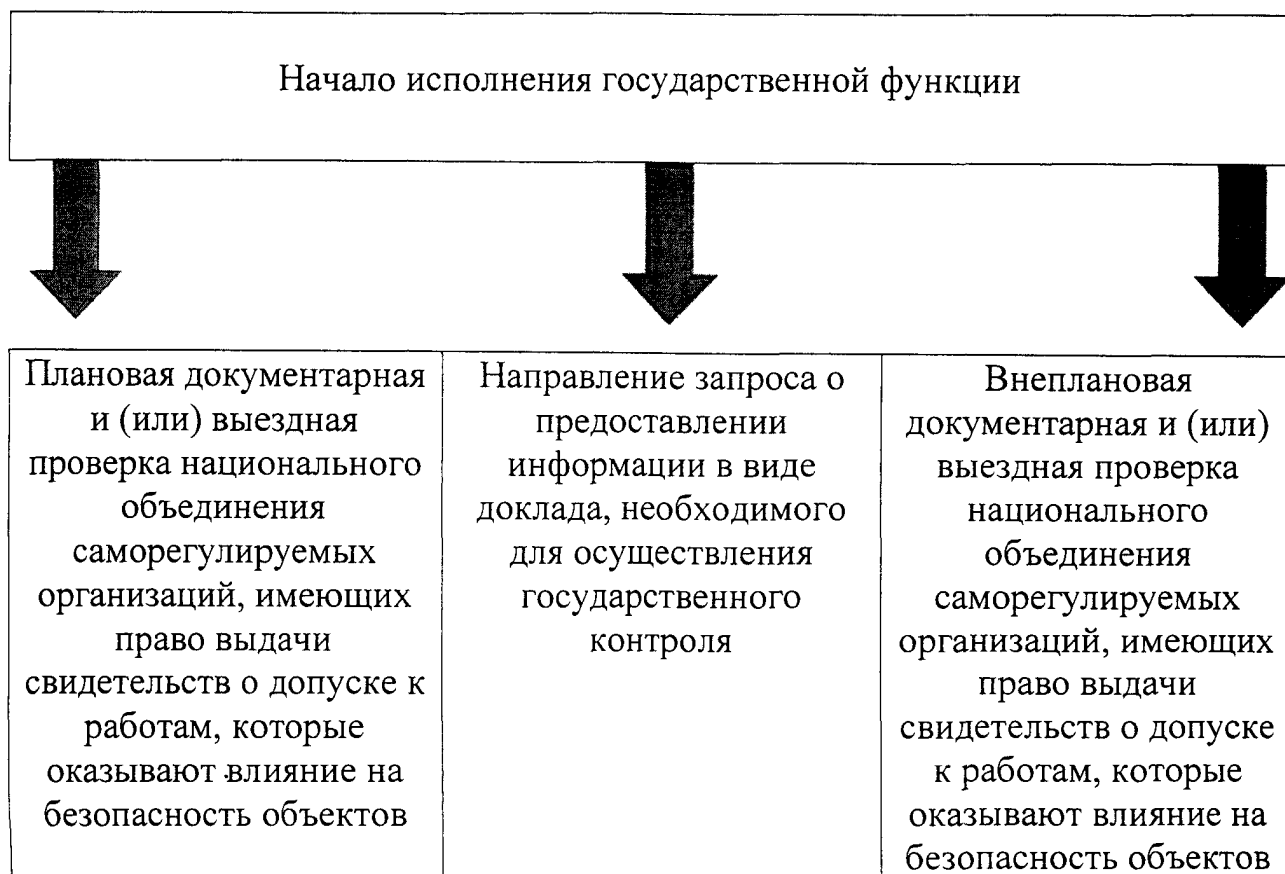 Начало исполнения государственной функции
Плановая документарная
и (или) выездная
проверка национального
объединения
саморегулируемых
организаций, имеющих
право выдачи
свидетельств о допуске к
работам, которые
оказывают влияние на
безопасность объектов
Направление запроса о
предоставлении
информации в виде
доклада, необходимого
для осуществления
государственного
контроля
Внеплановая
документарная и (или)
выездная проверка
национального
объединения
саморегулируемых
организаций, имеющих
право выдачи
свидетельств о допуске
к работам, которые
оказывают влияние на
безопасность объектов